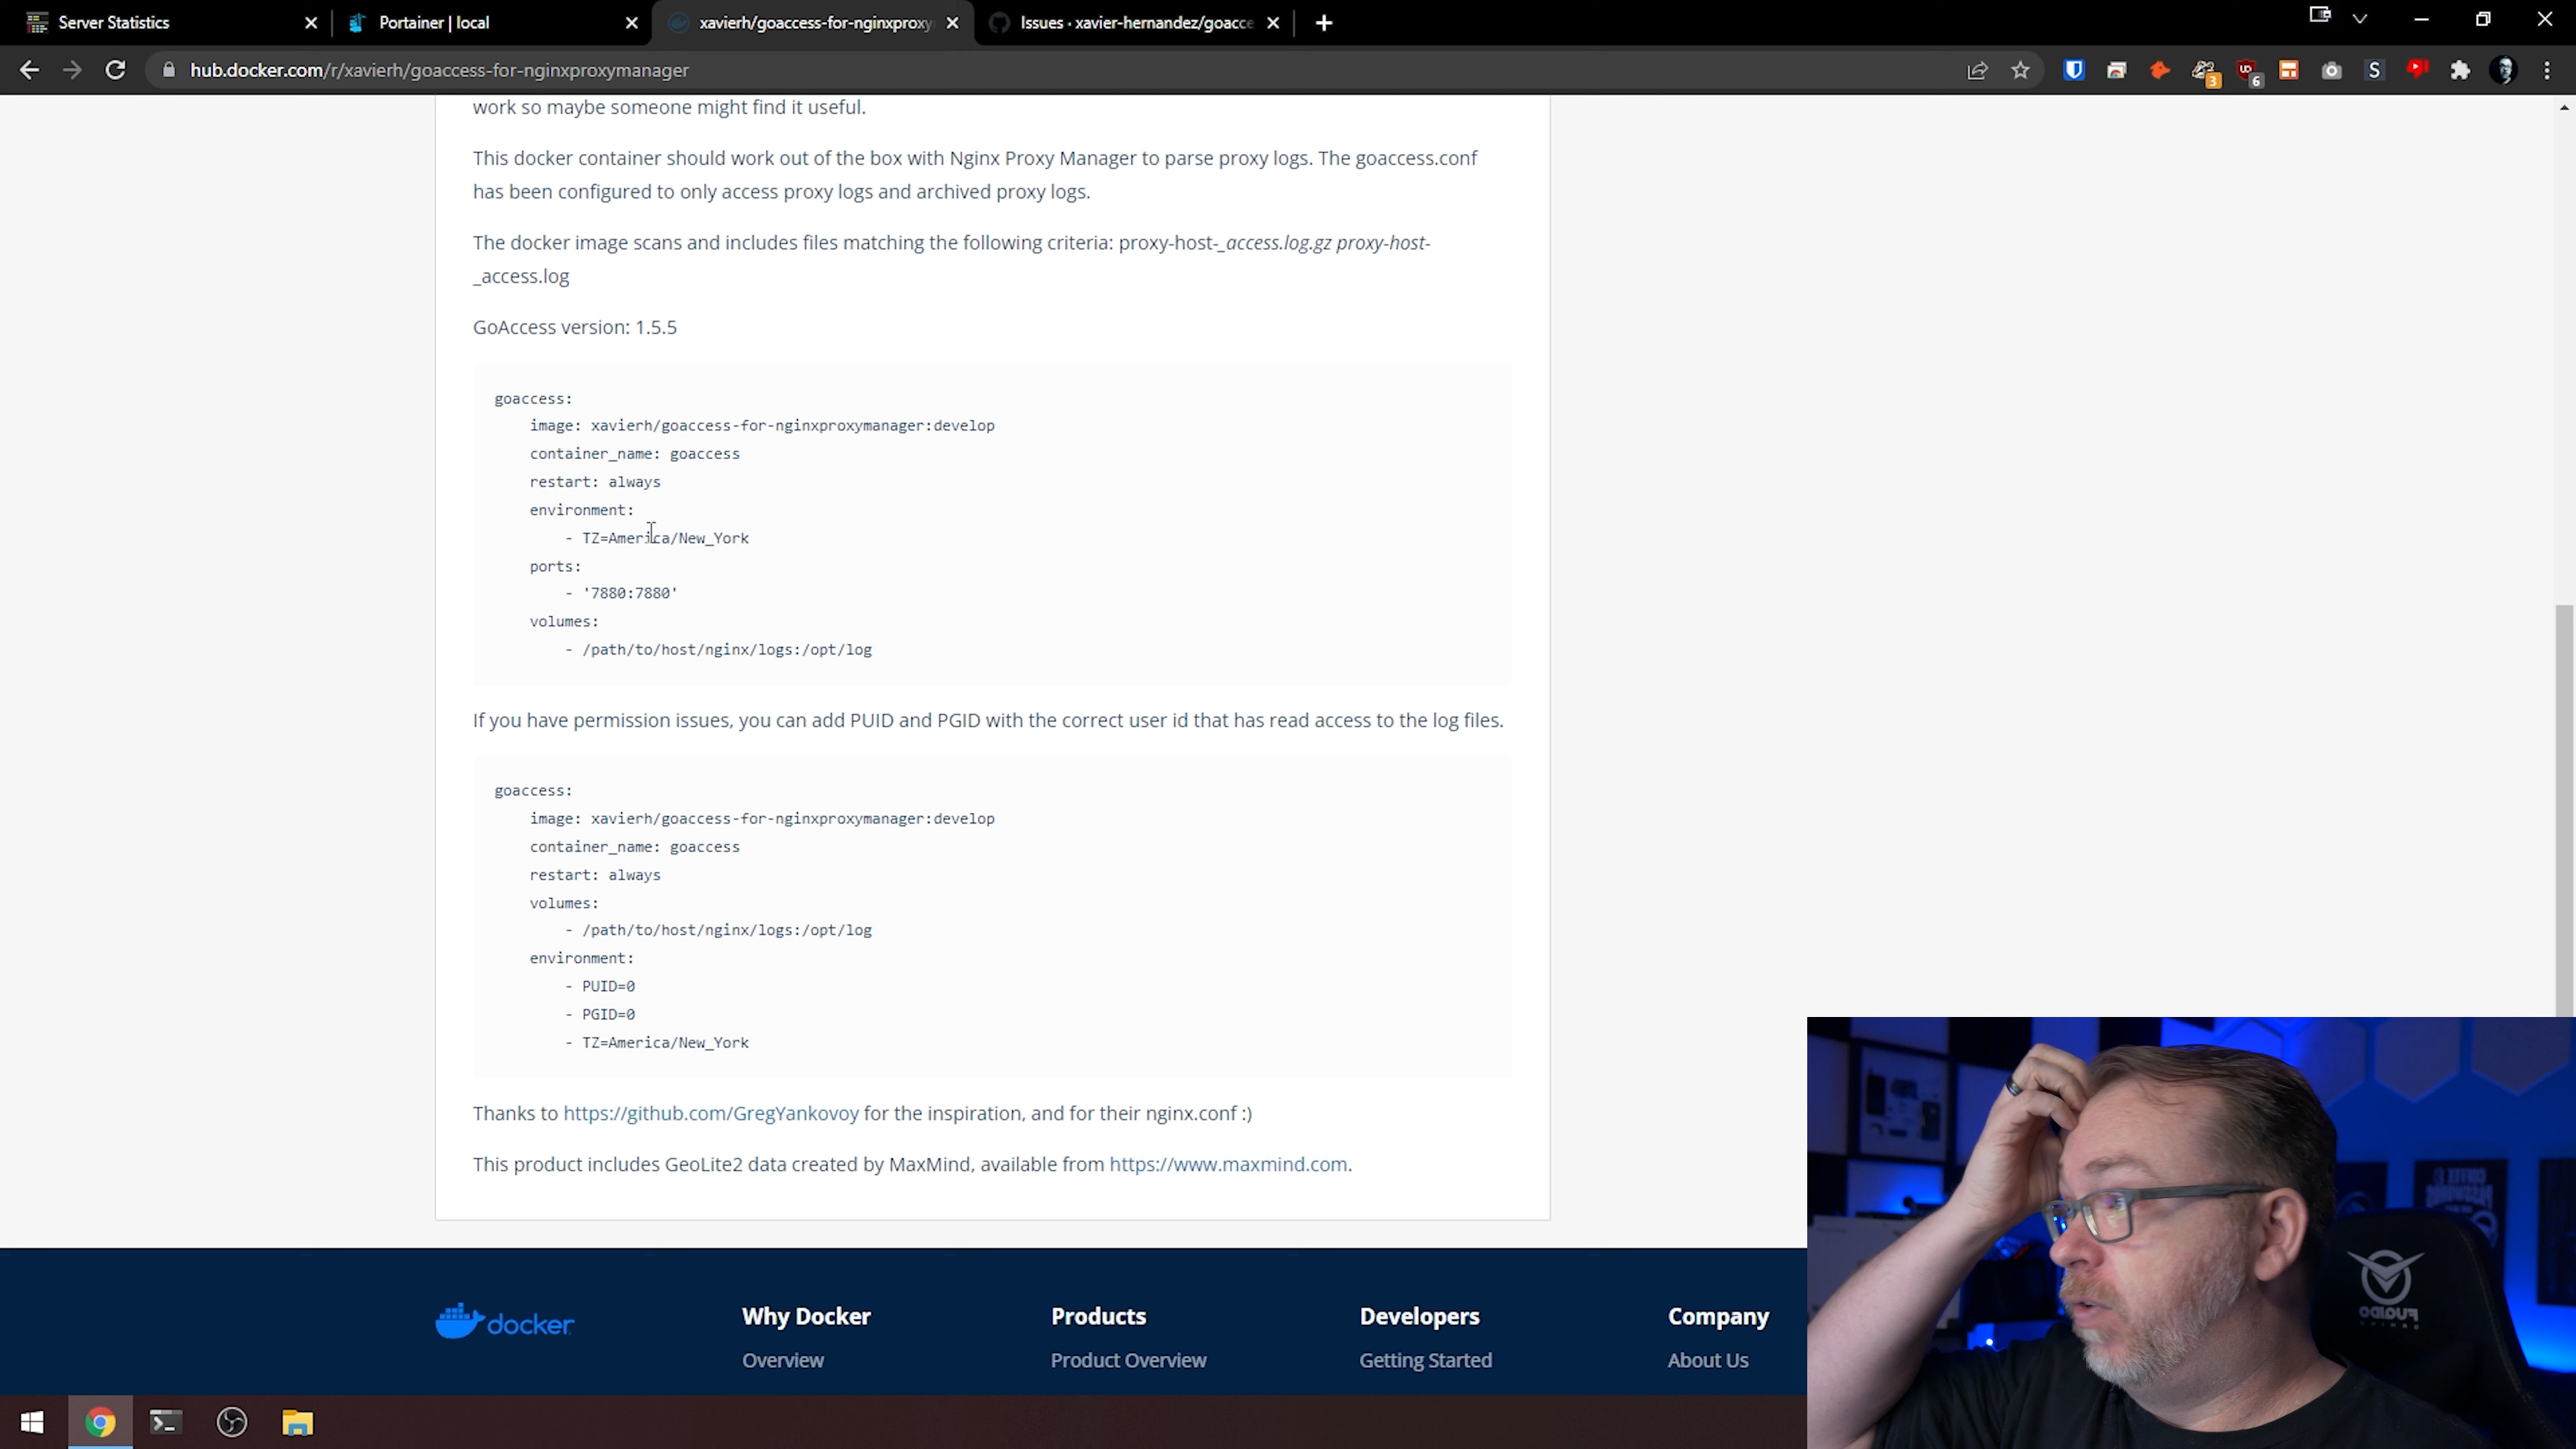 Server Statistics
Portainer | local
xavierh/goaccess-for-nginxproxy
Issues · xavier-hernandez/goacce
hub.docker.com/r/xavierh/goaccess-for-nginxproxymanager
3
6
S
work so maybe someone might find it useful.
This docker container should work out of the box with Nginx Proxy Manager to parse proxy logs. The goaccess.conf
has been configured to only access proxy logs and archived proxy logs.
The docker image scans and includes files matching the following criteria: proxy-host-_access.log.gz proxy-host-
_access.log
GoAccess version: 1.5.5
goaccess:
image: xavierh/goaccess-for-nginxproxymanager:develop
container_name: goaccess
restart: always
environment:
- TZ=America/New_York
ports:
- '7880:7880'
volumes:
- /path/to/host/nginx/logs:/opt/log
If you have permission issues, you can add PUID and PGID with the correct user id that has read access to the log files.
goaccess:
image: xavierh/goaccess-for-nginxproxymanager:develop
container_name: goaccess
restart: always
volumes:
- /path/to/host/nginx/logs:/opt/log
environment:
- PUID=0
- PGID=0
- TZ=America/New_York
Thanks to https://github.com/GregYankovoy for the inspiration, and for their nginx.conf :)
This product includes GeoLite2 data created by MaxMind, available from https://www.maxmind.com.
docker
Why Docker
Products
Developers
Company
Overview
Product Overview
Getting Started
About Us